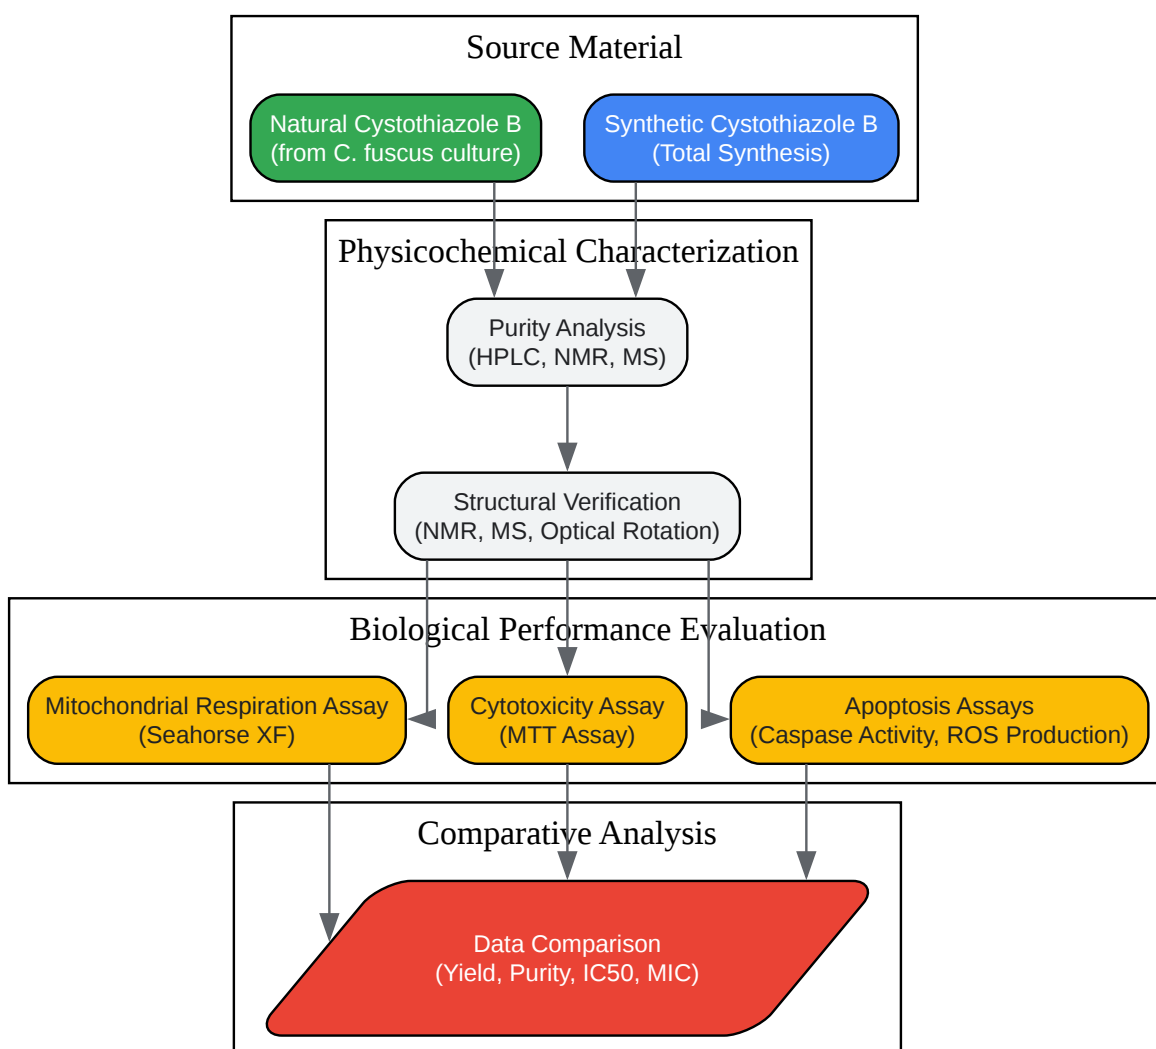 Source Material
Natural Cystothiazole B
(from C. fuscus culture)
Synthetic Cystothiazole B
(Total Synthesis)
Physicochemical Characterization
Purity Analysis
(HPLC, NMR, MS)
Structural Verification
(NMR, MS, Optical Rotation)
Biological Performance Evaluation
Mitochondrial Respiration Assay
(Seahorse XF)
Cytotoxicity Assay
(MTT Assay)
Apoptosis Assays
(Caspase Activity, ROS Production)
Comparative Analysis
Data Comparison
(Yield, Purity, IC50, MIC)